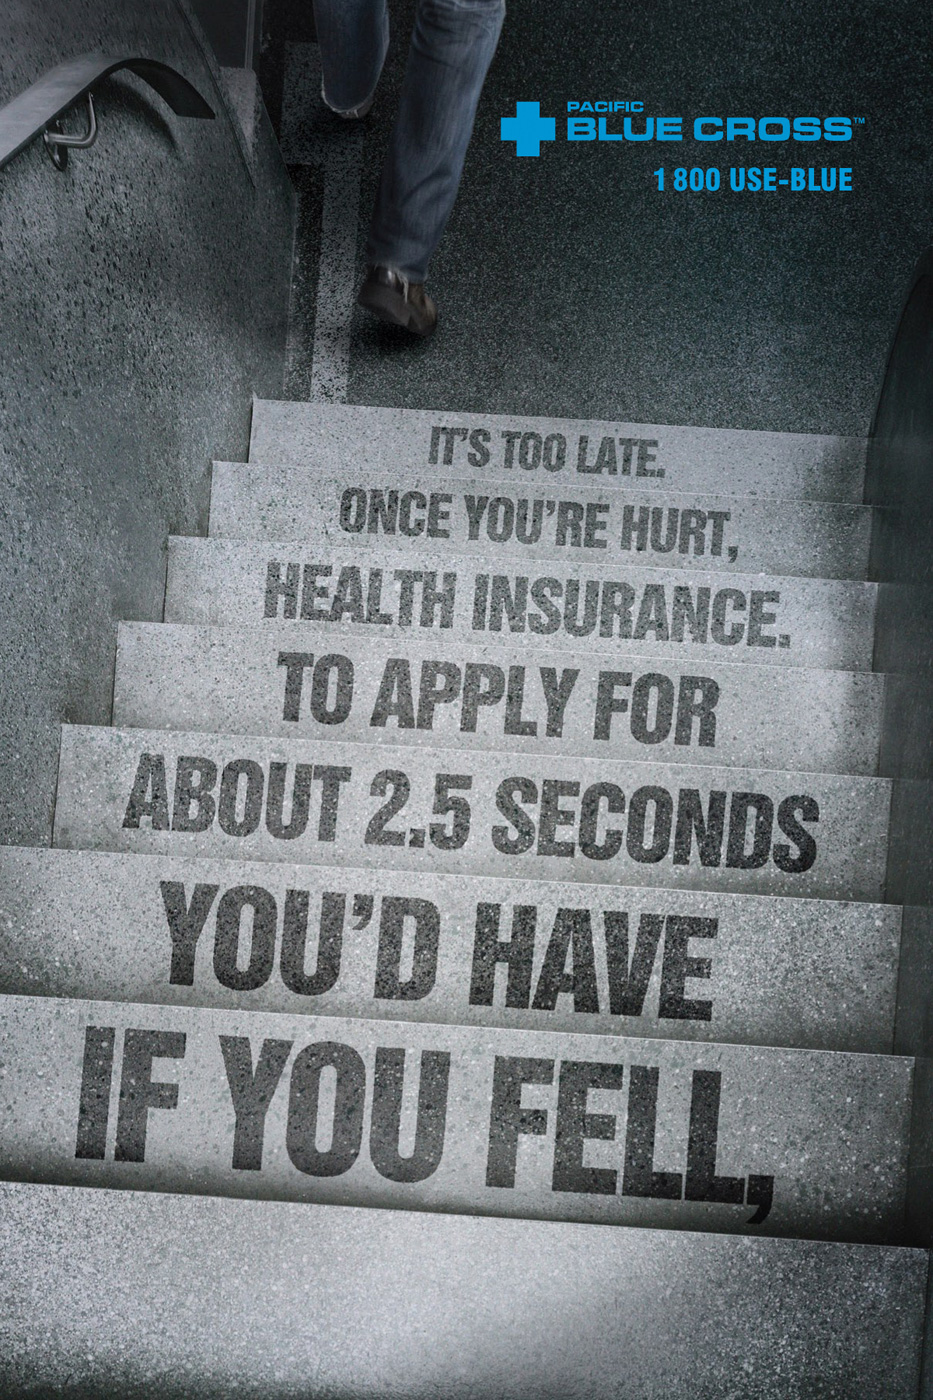 PACIFIC
BLUE CROSS™
1 800 USE-BLUE
IF YOU FELL,
YOU'D HAVE
ABOUT 2.5 SECONDS
TO APPLY FOR
HEALTH INSURANCE.
ONCE YOU'RE HURT,
IT'S TOO LATE.